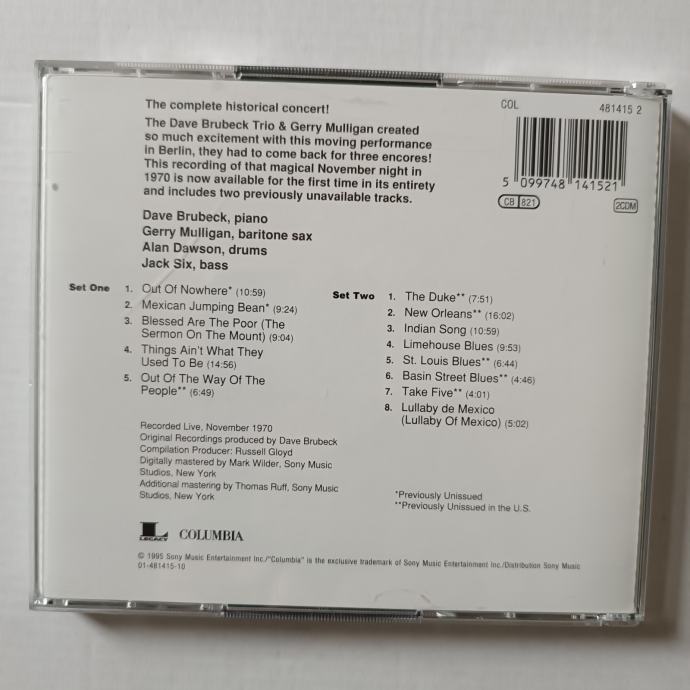 The complete historical concert!
The Dave Brubeck Trio & Gerry Mulligan created
so much excitement with this moving performance
in Berlin, they had to come back for three encores!
This recording of that magical November night in
1970 is now available for the first time in its entirety
and includes two previously unavailable tracks.
COL 481415 2
5 099748 141521
CB 821
2CDM
Dave Brubeck, piano
Gerry Mulligan, baritone sax
Alan Dawson, drums
Jack Six, bass
Set One
1. Out Of Nowhere* (10:59)
2. Mexican Jumping Bean* (9:24)
3. Blessed Are The Poor (The
Sermon On The Mount) (9:04)
4. Things Ain't What They
Used To Be (14:56)
5. Out Of The Way Of The
People** (6:49)
Set Two
1. The Duke** (7:51)
2. New Orleans** (16:02)
3. Indian Song (10:59)
4. Limehouse Blues (9:53)
5. St. Louis Blues** (6:44)
6. Basin Street Blues** (4:46)
7. Take Five** (4:01)
8. Lullaby de Mexico
(Lullaby Of Mexico) (5:02)
Recorded Live, November 1970
Original Recordings produced by Dave Brubeck
Compilation Producer: Russell Gloyd
Digitally mastered by Mark Wilder, Sony Music
Studios, New York
Additional mastering by Thomas Ruff, Sony Music
Studios, New York
*Previously Unissued
**Previously Unissued in the U.S.
L
LEGACY
COLUMBIA
© 1995 Sony Music Entertainment Inc./"Columbia" is the exclusive trademark of Sony Music Entertainment Inc./Distribution Sony Music
01-481415-10